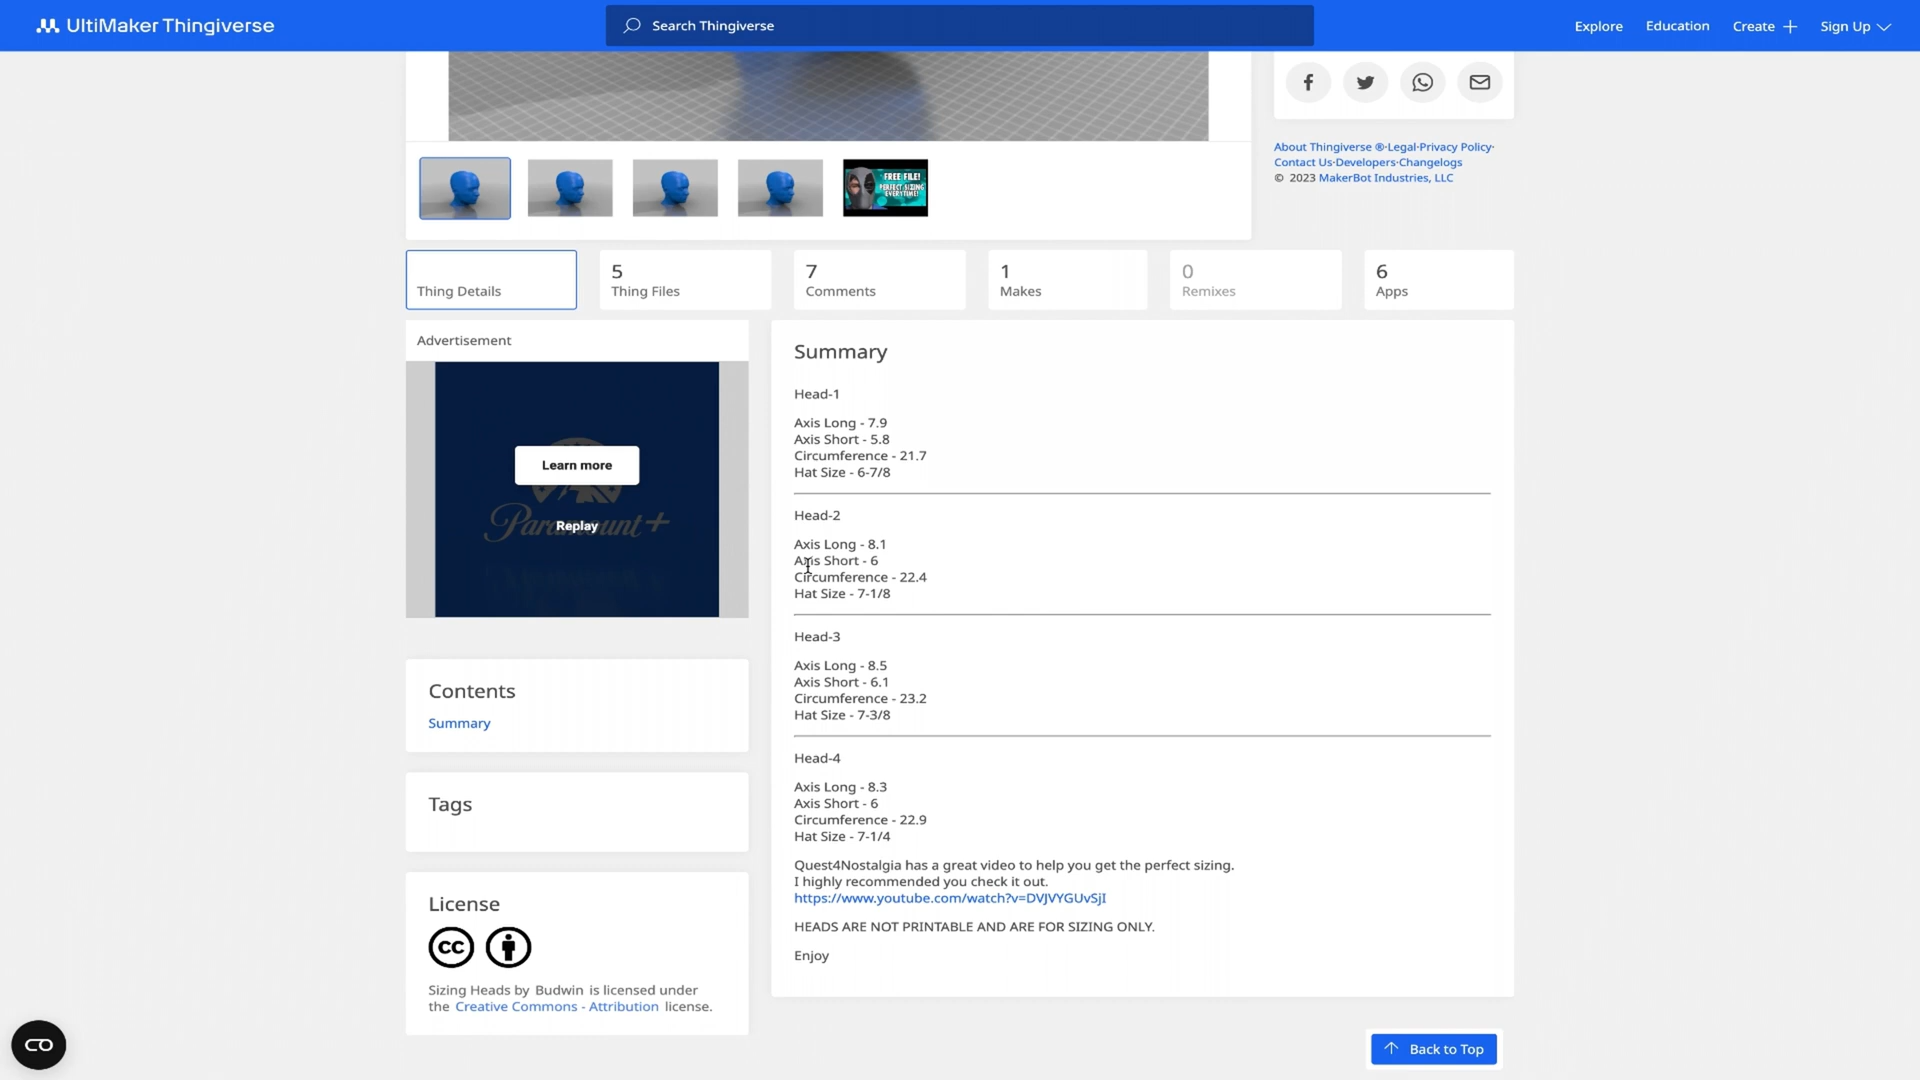 UltiMaker Thingiverse
Search Thingiverse
Explore
Education
Create
Sign Up
About Thingiverse ®·Legal·Privacy Policy·
Contact Us·Developers·Changelogs
© 2023 MakerBot Industries, LLC
FREE FILE!
PERFECT SIZING
EVERYTIME!
Thing Details
5
Thing Files
7
Comments
1
Makes
0
Remixes
6
Apps
Advertisement
Learn more
Replay
Paramount+
Contents
Summary
Tags
License
cc
Sizing Heads by Budwin is licensed under
the Creative Commons - Attribution license.
Summary
Head-1
Axis Long - 7.9
Axis Short - 5.8
Circumference - 21.7
Hat Size - 6-7/8
Head-2
Axis Long - 8.1
Axis Short - 6
Circumference - 22.4
Hat Size - 7-1/8
Head-3
Axis Long - 8.5
Axis Short - 6.1
Circumference - 23.2
Hat Size - 7-3/8
Head-4
Axis Long - 8.3
Axis Short - 6
Circumference - 22.9
Hat Size - 7-1/4
Quest4Nostalgia has a great video to help you get the perfect sizing.
I highly recommended you check it out.
https://www.youtube.com/watch?v=DVJVYGUvSjI
HEADS ARE NOT PRINTABLE AND ARE FOR SIZING ONLY.
Enjoy
Back to Top